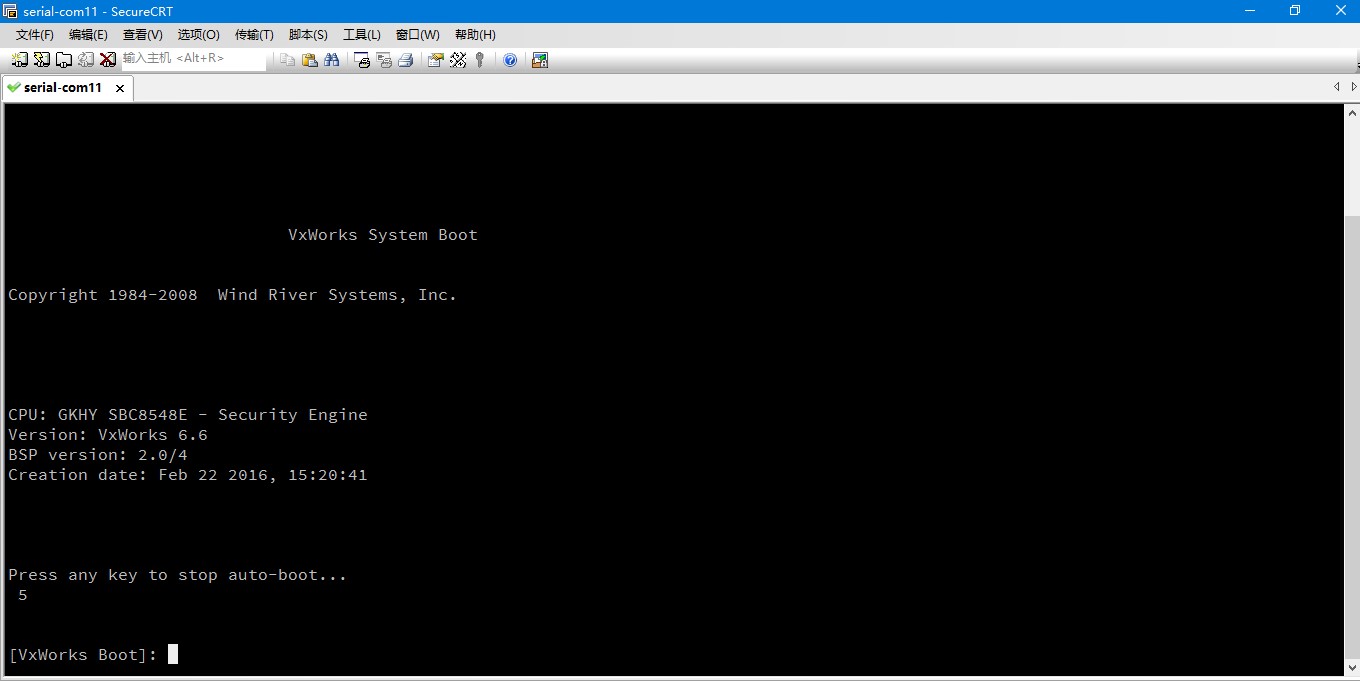 serial-com11 - SecureCRT
文件(F) 编辑(E) 查看(V) 选项(O) 传输(T) 脚本(S) 工具(L) 窗口(W) 帮助(H)
输入主机 <Alt+R>
serial-com11
VxWorks System Boot
Copyright 1984-2008  Wind River Systems, Inc.
CPU: GKHY SBC8548E - Security Engine
Version: VxWorks 6.6
BSP version: 2.0/4
Creation date: Feb 22 2016, 15:20:41
Press any key to stop auto-boot...
5
[VxWorks Boot]: